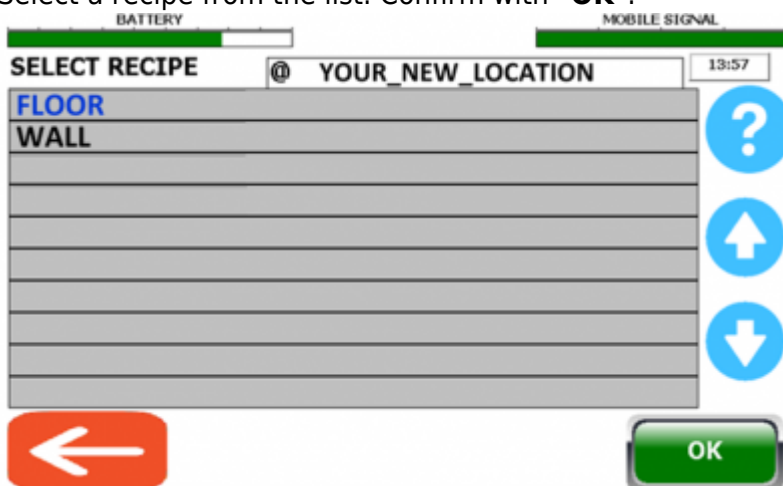 Select a recipe from the list. Confirm with "OK".
BATTERY MOBILE SIGNAL
SELECT RECIPE @ YOUR_NEW_LOCATION 13:57
FLOOR
WALL
OK